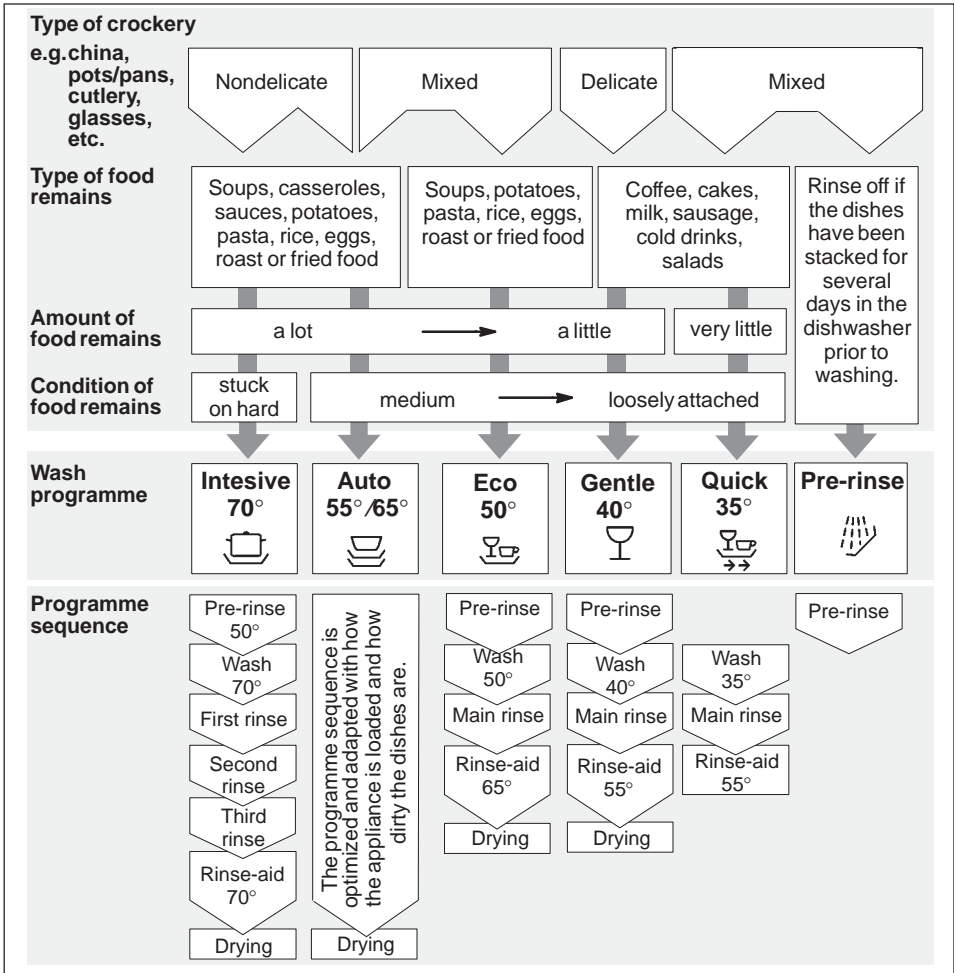 Type of crockery
e.g. china,
pots/pans,
cutlery,
glasses,
etc.
Nondelicate
Mixed
Delicate
Mixed
Type of food
remains
Soups, casseroles,
sauces, potatoes,
pasta, rice, eggs,
roast or fried food
Soups, potatoes,
pasta, rice, eggs,
roast or fried food
Coffee, cakes,
milk, sausage,
cold drinks,
salads
Rinse off if
the dishes
have been
stacked for
several
days in the
dishwasher
prior to
washing.
Amount of
food remains
a lot
a little
very little
Condition of
food remains
stuck
on hard
medium
loosely attached
Wash
programme
Intesive
70°
Auto
55°/65°
Eco
50°
Gentle
40°
Quick
35°
Pre-rinse
Programme
sequence
Pre-rinse
50°
Wash
70°
First rinse
Second
rinse
Third
rinse
Rinse-aid
70°
Drying
The programme sequence is
optimized and adapted with how
the appliance is loaded and how
dirty the dishes are.
Drying
Pre-rinse
Wash
50°
Main rinse
Rinse-aid
65°
Drying
Pre-rinse
Wash
40°
Main rinse
Rinse-aid
55°
Drying
Wash
35°
Main rinse
Rinse-aid
55°
Pre-rinse